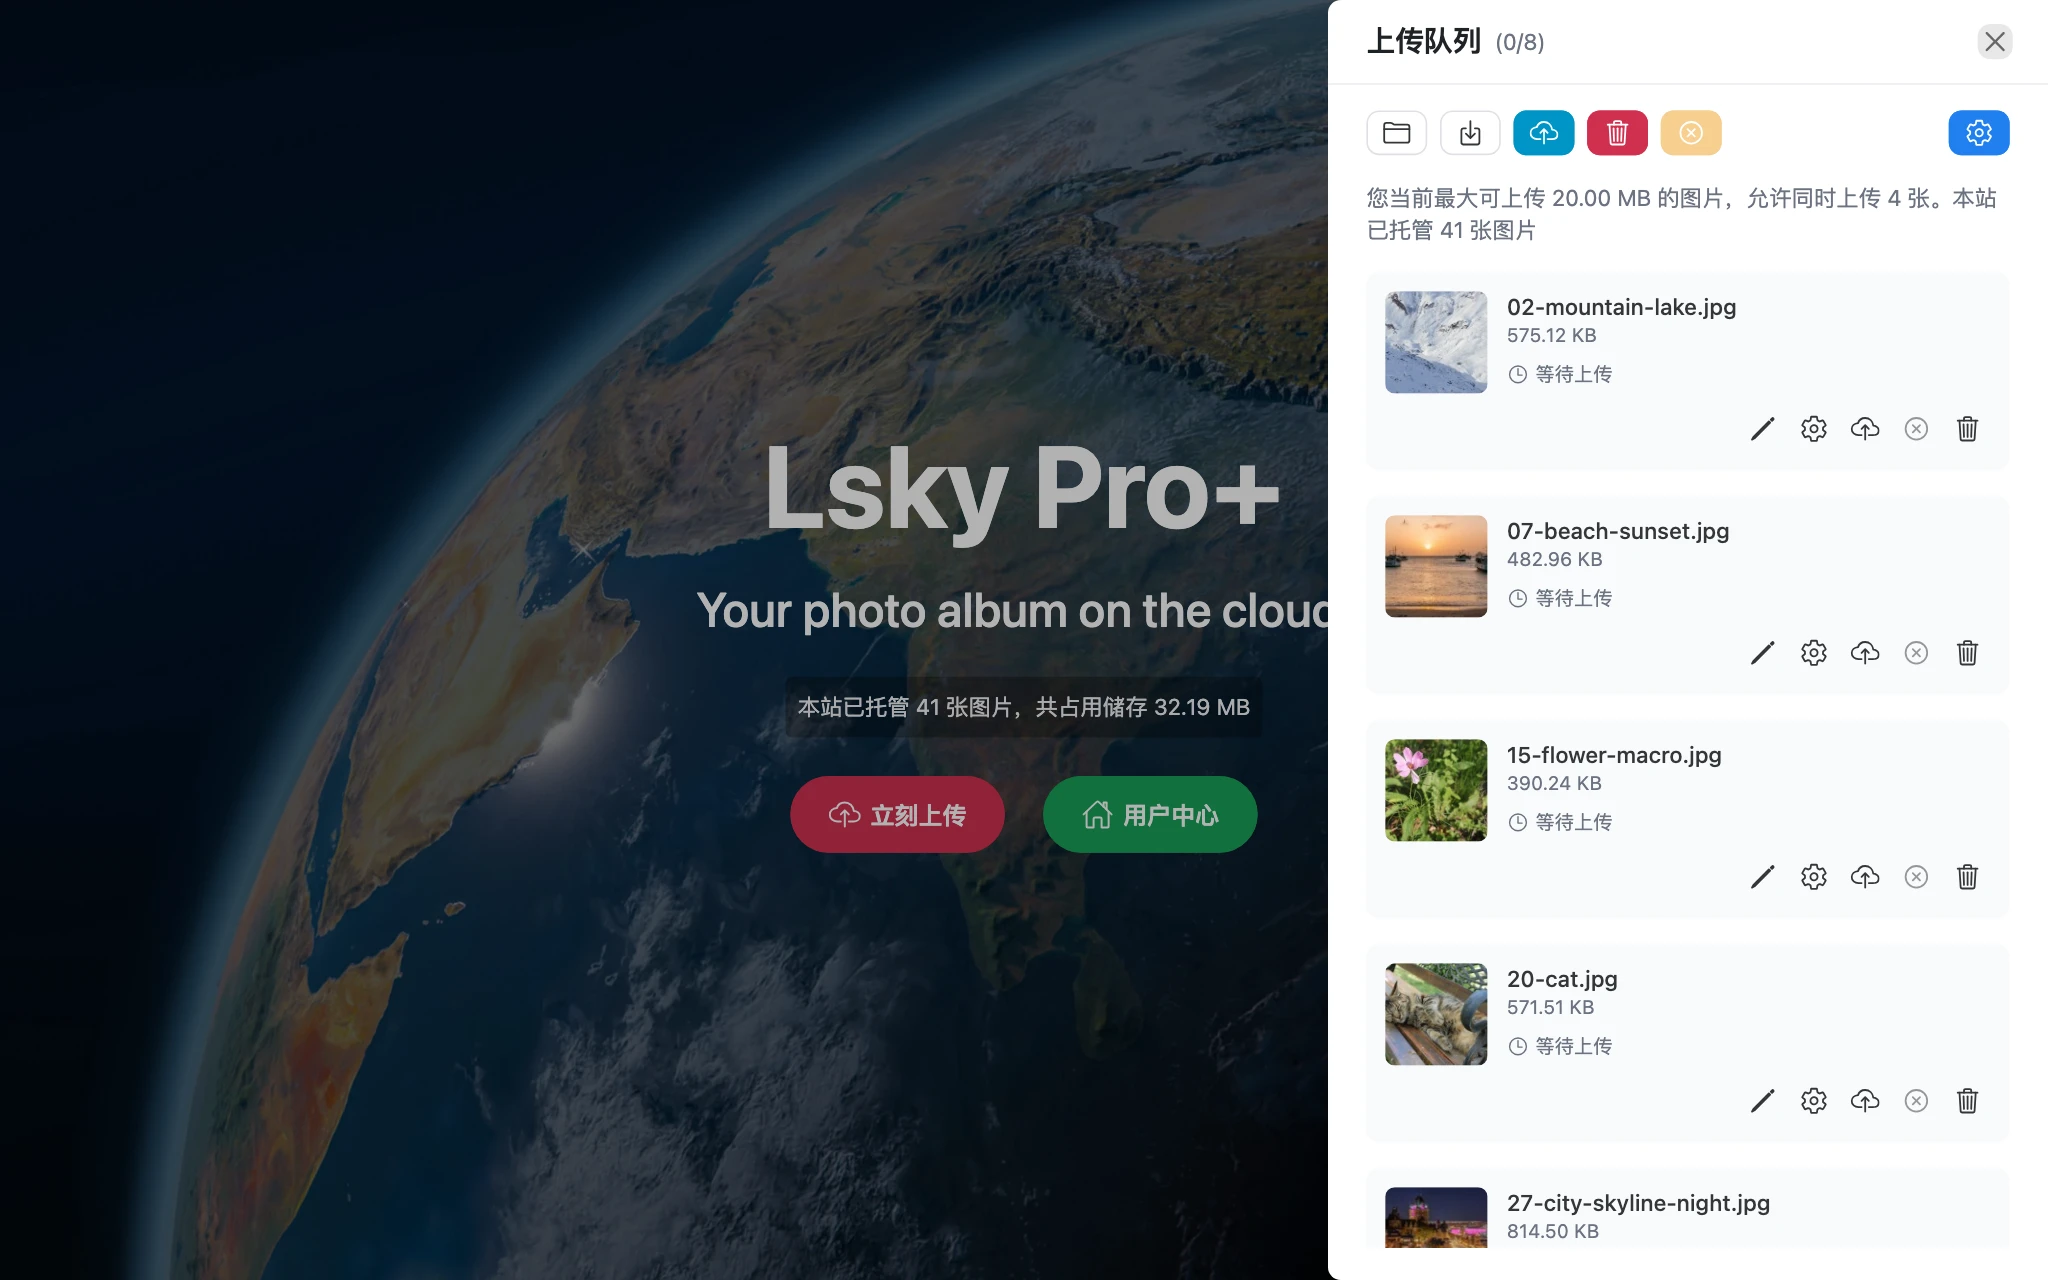 Lsky Pro+
Your photo album on the cloud
本站已托管 41 张图片，共占用储存 32.19 MB
立刻上传
用户中心
上传队列 (0/8)
您当前最大可上传 20.00 MB 的图片，允许同时上传 4 张。本站
已托管 41 张图片
02-mountain-lake.jpg
575.12 KB
等待上传
07-beach-sunset.jpg
482.96 KB
等待上传
15-flower-macro.jpg
390.24 KB
等待上传
20-cat.jpg
571.51 KB
等待上传
27-city-skyline-night.jpg
814.50 KB